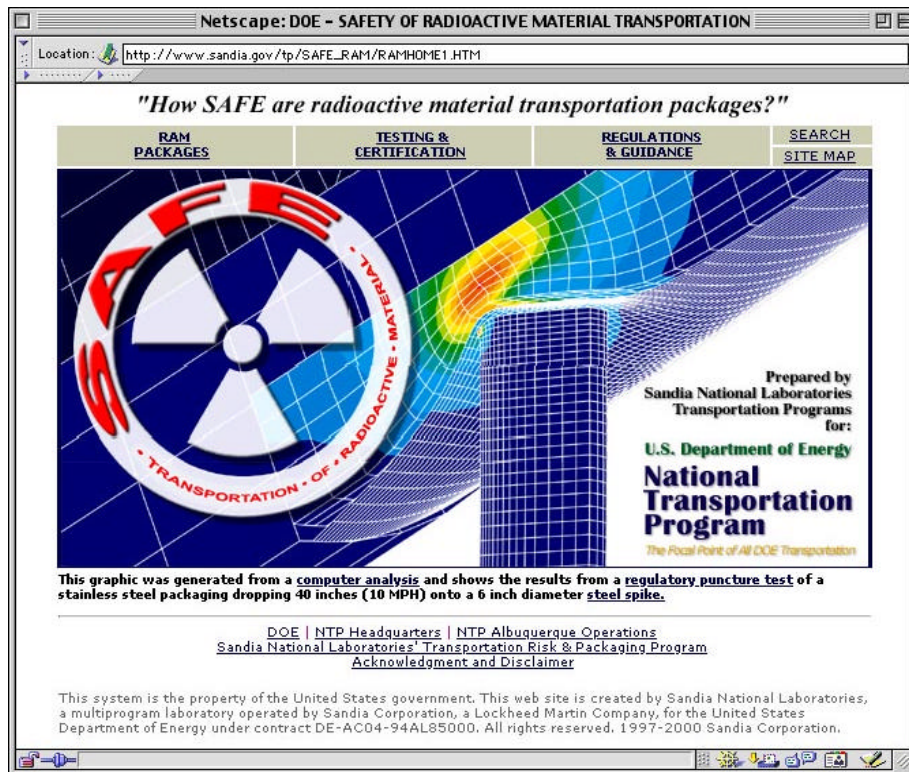 Netscape: DOE – SAFETY OF RADIOACTIVE MATERIAL TRANSPORTATION
Location: http://www.sandia.gov/tp/SAFE_RAM/RAMHOME1.HTM
"How SAFE are radioactive material transportation packages?"
RAM PACKAGES
TESTING & CERTIFICATION
REGULATIONS & GUIDANCE
SEARCH
SITE MAP
SAFE
• TRANSPORTATION • OF • RADIOACTIVE • MATERIAL •
Prepared by
Sandia National Laboratories
Transportation Programs
for:
U.S. Department of Energy
National
Transportation
Program
The Focal Point of All DOE Transportation
This graphic was generated from a computer analysis and shows the results from a regulatory puncture test of a
stainless steel packaging dropping 40 inches (10 MPH) onto a 6 inch diameter steel spike.
DOE | NTP Headquarters | NTP Albuquerque Operations
Sandia National Laboratories' Transportation Risk & Packaging Program
Acknowledgment and Disclaimer
This system is the property of the United States government. This web site is created by Sandia National Laboratories,
a multiprogram laboratory operated by Sandia Corporation, a Lockheed Martin Company, for the United States
Department of Energy under contract DE-AC04-94AL85000. All rights reserved. 1997-2000 Sandia Corporation.